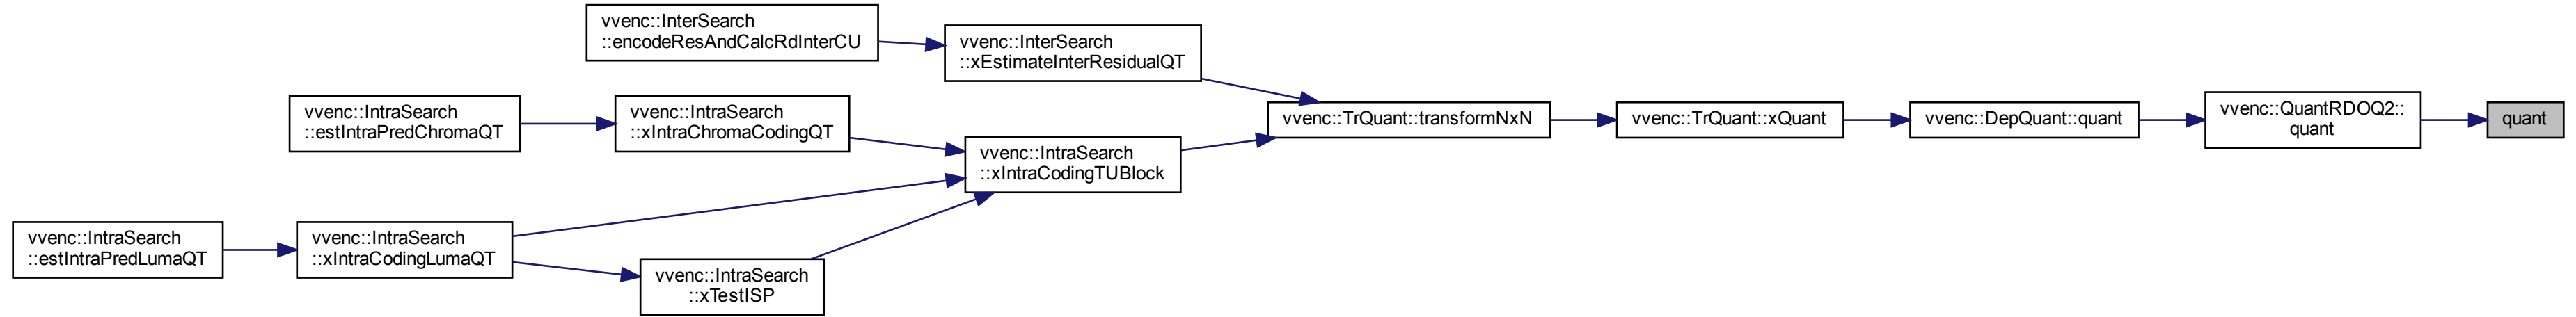 vvenc::InterSearch
::encodeResAndCalcRdInterCU
vvenc::InterSearch
::xEstimateInterResidualQT
vvenc::IntraSearch
::estIntraPredChromaQT
vvenc::IntraSearch
::xIntraChromaCodingQT
vvenc::TrQuant::transformNxN
vvenc::TrQuant::xQuant
vvenc::DepQuant::quant
vvenc::QuantRDOQ2::
quant
quant
vvenc::IntraSearch
::xIntraCodingTUBlock
vvenc::IntraSearch
::estIntraPredLumaQT
vvenc::IntraSearch
::xIntraCodingLumaQT
vvenc::IntraSearch
::xTestISP